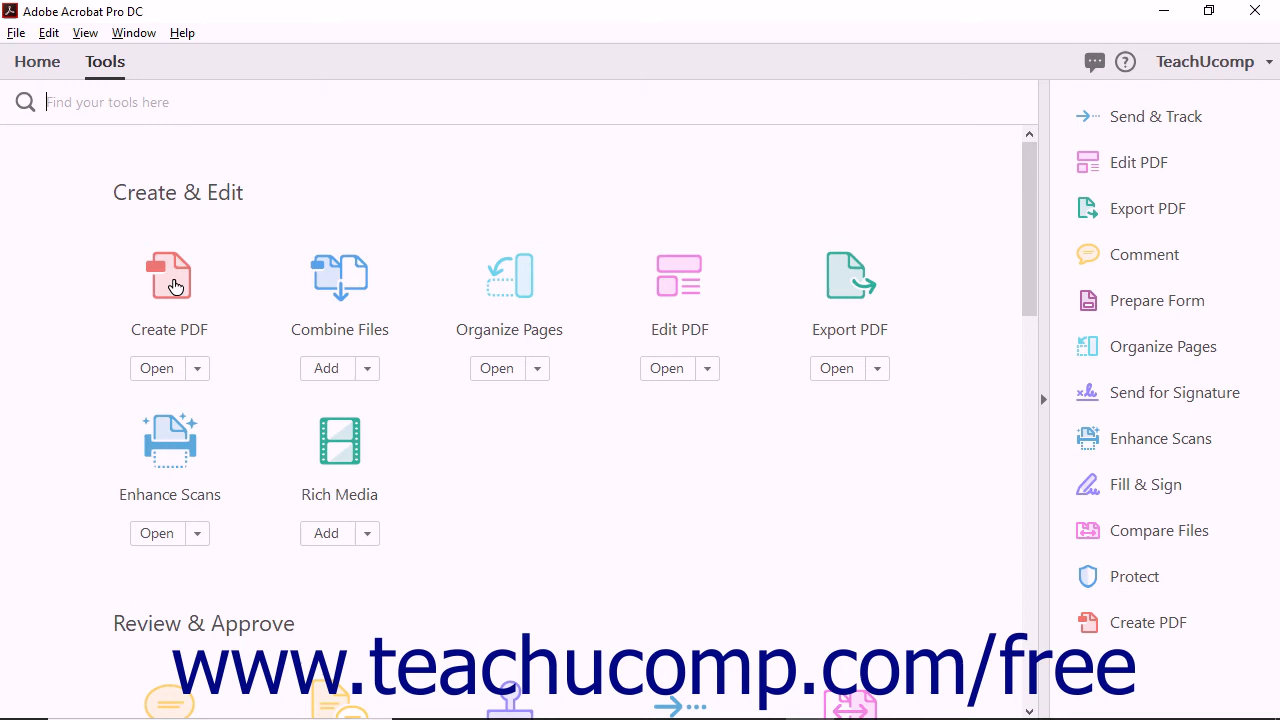 Adobe Acrobat Pro DC
File Edit View Window Help
Home Tools TeachUcomp
Find your tools here
Create & Edit
Create PDF Combine Files Organize Pages Edit PDF Export PDF
Open Add Open Open Open
Enhance Scans Rich Media
Open Add
Review & Approve
Send & Track
Edit PDF
Export PDF
Comment
Prepare Form
Organize Pages
Send for Signature
Enhance Scans
Fill & Sign
Compare Files
Protect
Create PDF
www.teachucomp.com/free